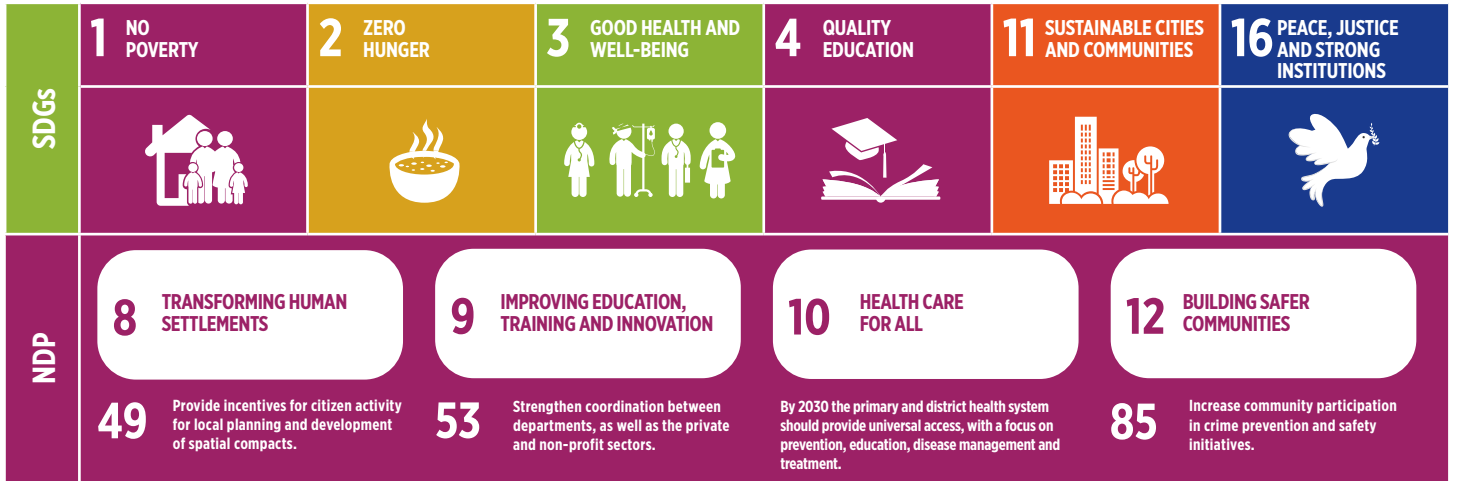 SDGs
1 NO
POVERTY
2 ZERO
HUNGER
3 GOOD HEALTH AND
WELL-BEING
4 QUALITY
EDUCATION
11 SUSTAINABLE CITIES
AND COMMUNITIES
16 PEACE, JUSTICE
AND STRONG
INSTITUTIONS
NDP
8 TRANSFORMING HUMAN
SETTLEMENTS
9 IMPROVING EDUCATION,
TRAINING AND INNOVATION
10 HEALTH CARE
FOR ALL
12 BUILDING SAFER
COMMUNITIES
49 Provide incentives for citizen activity
for local planning and development
of spatial compacts.
53 Strengthen coordination between
departments, as well as the private
and non-profit sectors.
By 2030 the primary and district health system
should provide universal access, with a focus on
prevention, education, disease management and
treatment.
85 Increase community participation
in crime prevention and safety
initiatives.